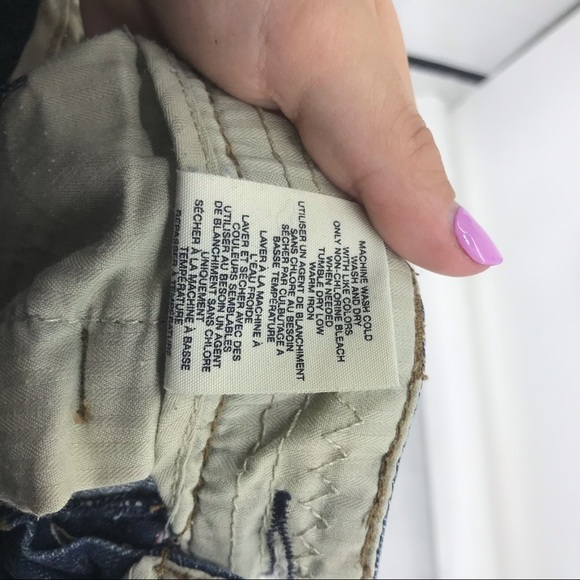 MACHINE WASH COLD
WASH AND DRY
WITH LIKE COLORS
ONLY NON-CHLORINE BLEACH
WHEN NEEDED
TUMBLE DRY LOW
WARM IRON
UTILISER UN AGENT DE BLANCHIMENT
SANS CHLORE AU BESOIN
SÉCHER PAR CULBUTAGE A
BASSE TEMPÉRATURE
LAVER À LA MACHINE À
L'EAU FROIDE
LAVER ET SÉCHER AVEC DES
COULEURS SEMBLABLES
UTILISER AU BESOIN UN AGENT
DE BLANCHIMENT SANS CHLORE
UNIQUEMENT
SÉCHER À LA MACHINE À BASSE
TEMPÉRATURE